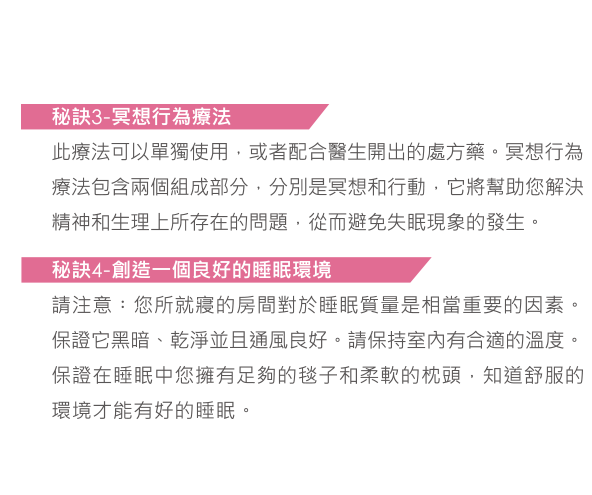 秘訣3-冥想行為療法
此療法可以單獨使用，或者配合醫生開出的處方藥。冥想行為
療法包含兩個組成部分，分別是冥想和行動，它將幫助您解決
精神和生理上所存在的問題，從而避免失眠現象的發生。
秘訣4-創造一個良好的睡眠環境
請注意：您所就寢的房間對於睡眠質量是相當重要的因素。
保證它黑暗、乾淨並且通風良好。請保持室內有合適的溫度。
保證在睡眠中您擁有足夠的毯子和柔軟的枕頭，知道舒服的
環境才能有好的睡眠。